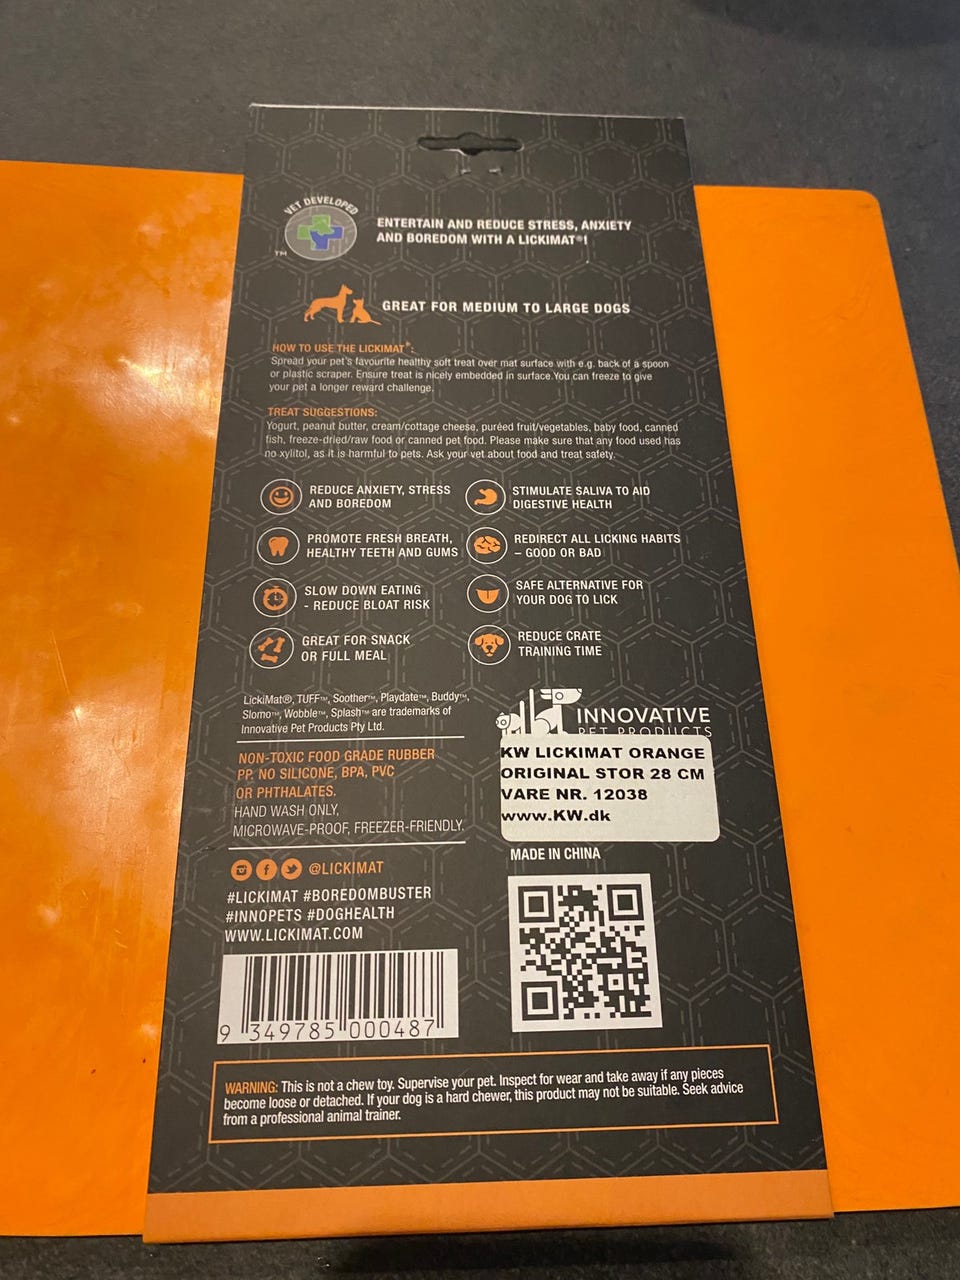 VET DEVELOPED
TM
ENTERTAIN AND REDUCE STRESS, ANXIETY
AND BOREDOM WITH A LICKIMAT®!
GREAT FOR MEDIUM TO LARGE DOGS
HOW TO USE THE LICKIMAT®:
Spread your pet's favourite healthy soft treat over mat surface with e.g. back of a spoon
or plastic scraper. Ensure treat is nicely embedded in surface.You can freeze to give
your pet a longer reward challenge.
TREAT SUGGESTIONS:
Yogurt, peanut butter, cream/cottage cheese, puréed fruit/vegetables, baby food, canned
fish, freeze-dried/raw food or canned pet food. Please make sure that any food used has
no xylitol, as it is harmful to pets. Ask your vet about food and treat safety.
REDUCE ANXIETY, STRESS
AND BOREDOM
STIMULATE SALIVA TO AID
DIGESTIVE HEALTH
PROMOTE FRESH BREATH,
HEALTHY TEETH AND GUMS
REDIRECT ALL LICKING HABITS
– GOOD OR BAD
SLOW DOWN EATING
- REDUCE BLOAT RISK
SAFE ALTERNATIVE FOR
YOUR DOG TO LICK
GREAT FOR SNACK
OR FULL MEAL
REDUCE CRATE
TRAINING TIME
LickiMat®, TUFF™, Soother™, Playdate™, Buddy™,
Slomo™, Wobble™, Splash™ are trademarks of
Innovative Pet Products Pty Ltd.
NON-TOXIC FOOD GRADE RUBBER
PP. NO SILICONE, BPA, PVC
OR PHTHALATES.
HAND WASH ONLY,
MICROWAVE-PROOF, FREEZER-FRIENDLY.
INNOVATIVE
PET PRODUCTS
KW LICKIMAT ORANGE
ORIGINAL STOR 28 CM
VARE NR. 12038
www.KW.dk
MADE IN CHINA
@LICKIMAT
#LICKIMAT #BOREDOMBUSTER
#INNOPETS #DOGHEALTH
WWW.LICKIMAT.COM
9 349785 000487
WARNING: This is not a chew toy. Supervise your pet. Inspect for wear and take away if any pieces
become loose or detached. If your dog is a hard chewer, this product may not be suitable. Seek advice
from a professional animal trainer.